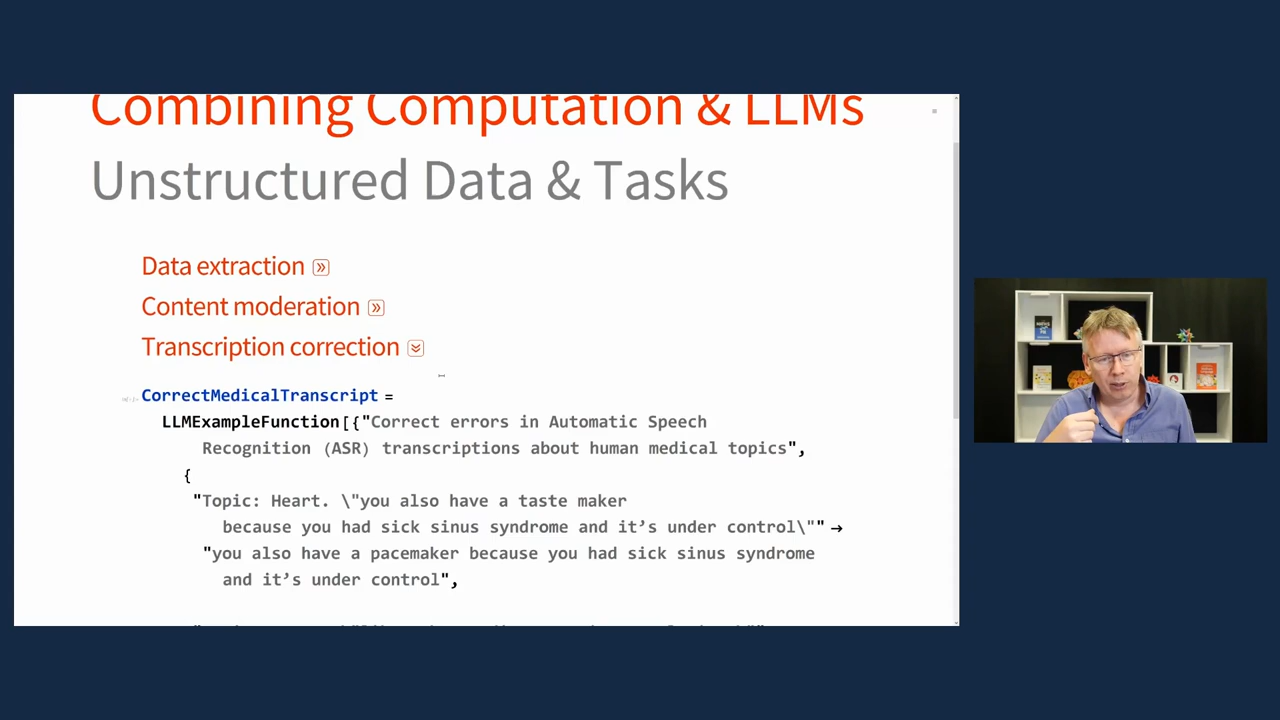 Combining Computation & LLMs
Unstructured Data & Tasks
Data extraction
Content moderation
Transcription correction
CorrectMedicalTranscript =
LLMExampleFunction[{"Correct errors in Automatic Speech
Recognition (ASR) transcriptions about human medical topics",
{
"Topic: Heart. \"you also have a taste maker
because you had sick sinus syndrome and it's under control\"" →
"you also have a pacemaker because you had sick sinus syndrome
and it's under control",